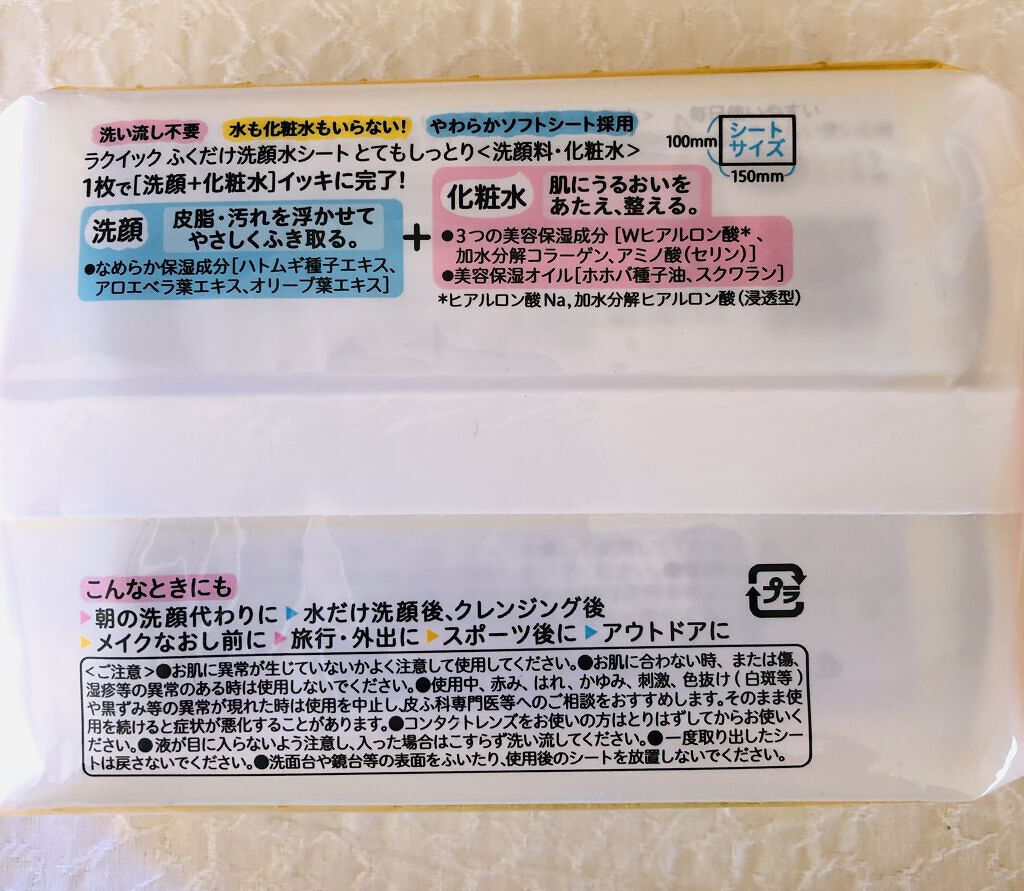 洗い流し不要 水も化粧水もいらない! やわらかソフトシート採用
ラクイック ふくだけ洗顔水シート とてもしっとり<洗顔料・化粧水>
1枚で[洗顔+化粧水]イッキに完了!
100mm
シート
サイズ
150mm
洗顔
皮脂・汚れを浮かせて
やさしくふき取る。
●なめらか保湿成分[ハトムギ種子エキス、
アロエベラ葉エキス、オリーブ葉エキス]
+
化粧水
肌にうるおいを
あたえ、整える。
●3つの美容保湿成分 [Wヒアルロン酸*、
加水分解コラーゲン、アミノ酸(セリン)]
●美容保湿オイル[ホホバ種子油、スクワラン]
*ヒアルロン酸Na,加水分解ヒアルロン酸(浸透型)
こんなときにも
▶朝の洗顔代わりに ▶水だけ洗顔後、クレンジング後
▶メイクなおし前に ▶旅行・外出に ▶スポーツ後に ▶アウトドアに
プラ
<ご注意>●お肌に異常が生じていないかよく注意して使用してください。●お肌に合わない時、または傷、
湿疹等の異常のある時は使用しないでください。●使用中、赤み、はれ、かゆみ、刺激、色抜け(白斑等)
や黒ずみ等の異常が現れた時は使用を中止し、皮ふ科専門医等へのご相談をおすすめします。そのまま使
用を続けると症状が悪化することがあります。●コンタクトレンズをお使いの方はとりはずしてからお使いく
ださい。●液が目に入らないよう注意し、入った場合はこすらず洗い流してください。●一度取り出したシー
トは戻さないでください。●洗面台や鏡台等の表面をふいたり、使用後のシートを放置しないでください。